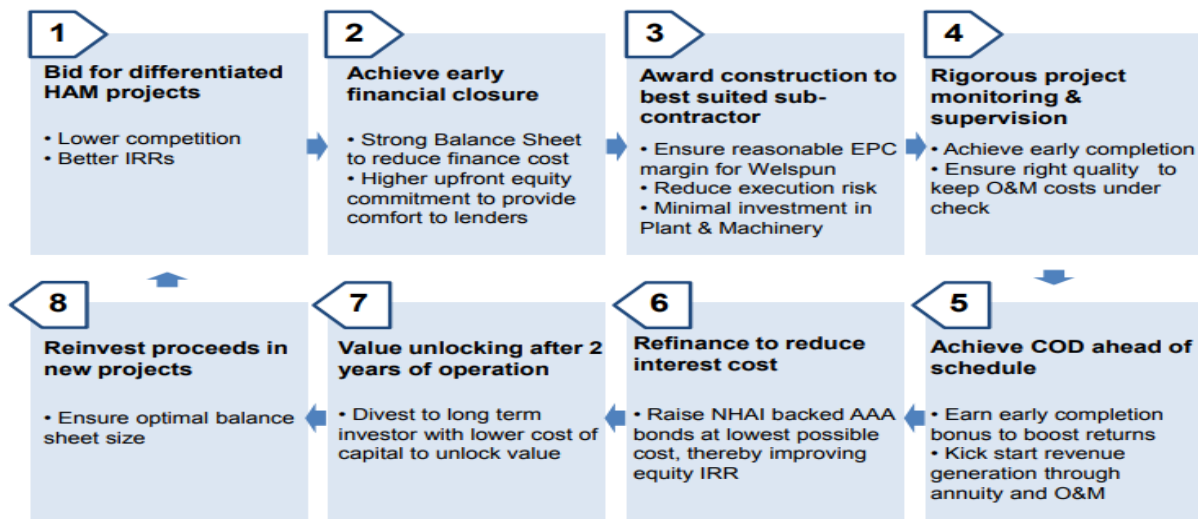 1
Bid for differentiated
HAM projects
• Lower competition
• Better IRRs
2
Achieve early
financial closure
• Strong Balance Sheet
to reduce finance cost
• Higher upfront equity
commitment to provide
comfort to lenders
3
Award construction to
best suited sub-
contractor
• Ensure reasonable EPC
margin for Welspun
• Reduce execution risk
• Minimal investment in
Plant & Machinery
4
Rigorous project
monitoring &
supervision
• Achieve early completion
• Ensure right quality to
keep O&M costs under
check
5
Achieve COD ahead of
schedule
• Earn early completion
bonus to boost returns
• Kick start revenue
generation through
annuity and O&M
6
Refinance to reduce
interest cost
• Raise NHAI backed AAA
bonds at lowest possible
cost, thereby improving
equity IRR
7
Value unlocking after 2
years of operation
• Divest to long term
investor with lower cost of
capital to unlock value
8
Reinvest proceeds in
new projects
• Ensure optimal balance
sheet size